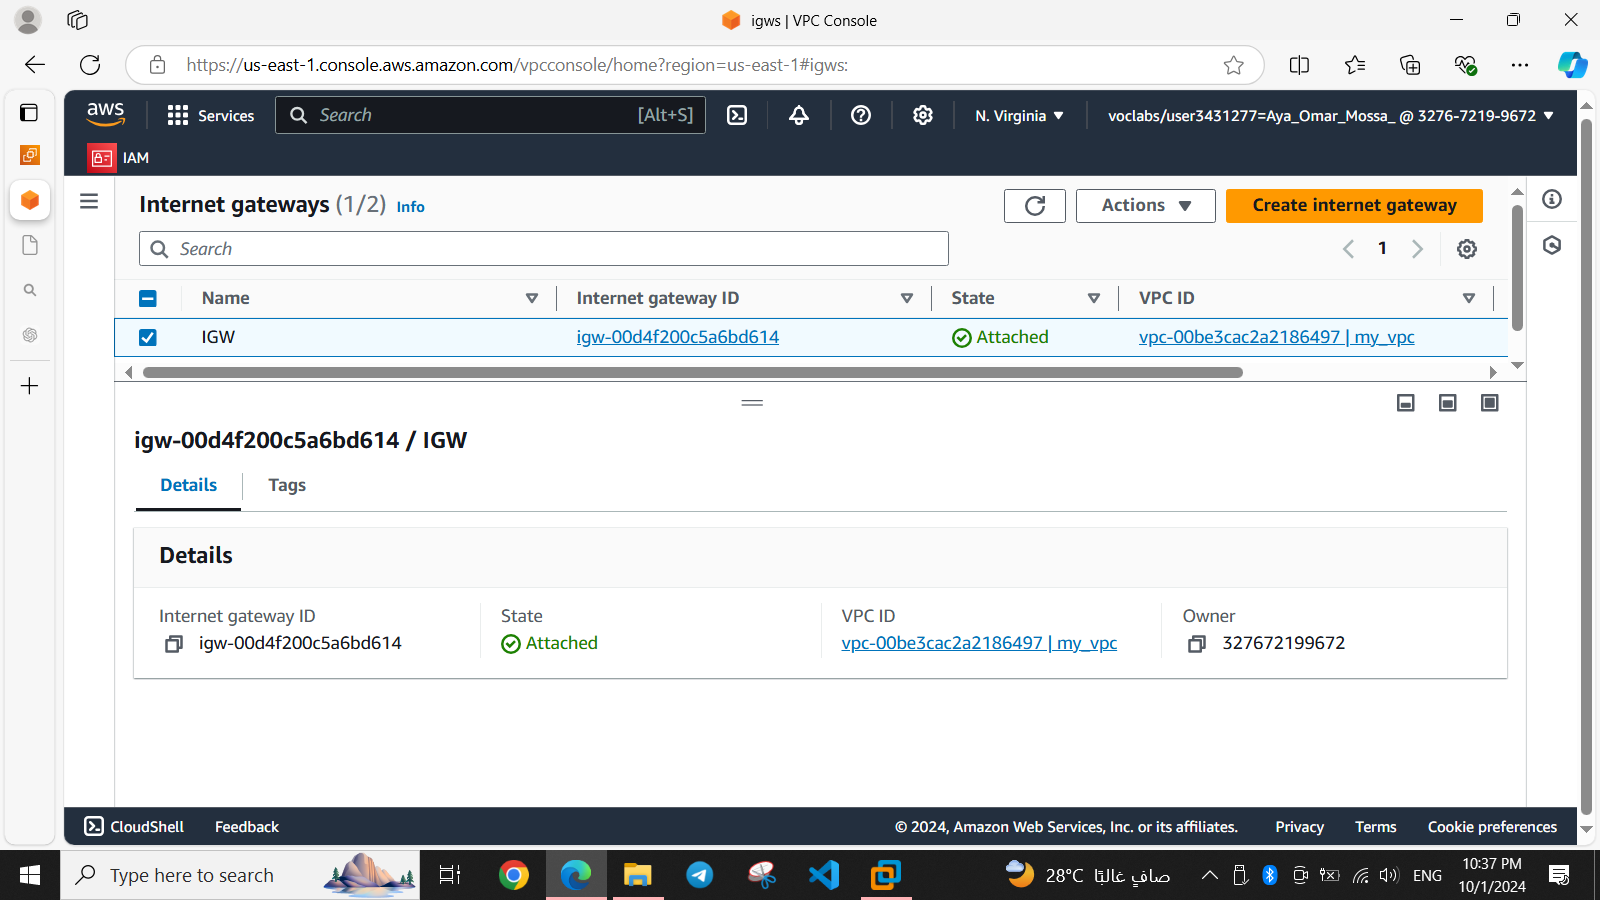 igws | VPC Console
https://us-east-1.console.aws.amazon.com/vpcconsole/home?region=us-east-1#igws:
aws
Services
Search
[Alt+S]
N. Virginia
voclabs/user3431277=Aya_Omar_Mossa_ @ 3276-7219-9672
IAM
Internet gateways (1/2) Info
Actions
Create internet gateway
Search
1
Name
Internet gateway ID
State
VPC ID
IGW
igw-00d4f200c5a6bd614
Attached
vpc-00be3cac2a2186497 | my_vpc
igw-00d4f200c5a6bd614 / IGW
Details
Tags
Details
Internet gateway ID
State
VPC ID
Owner
igw-00d4f200c5a6bd614
Attached
vpc-00be3cac2a2186497 | my_vpc
327672199672
CloudShell
Feedback
© 2024, Amazon Web Services, Inc. or its affiliates.
Privacy
Terms
Cookie preferences
Type here to search
28°C صافٍ غالبًا
ENG
10:37 PM
10/1/2024